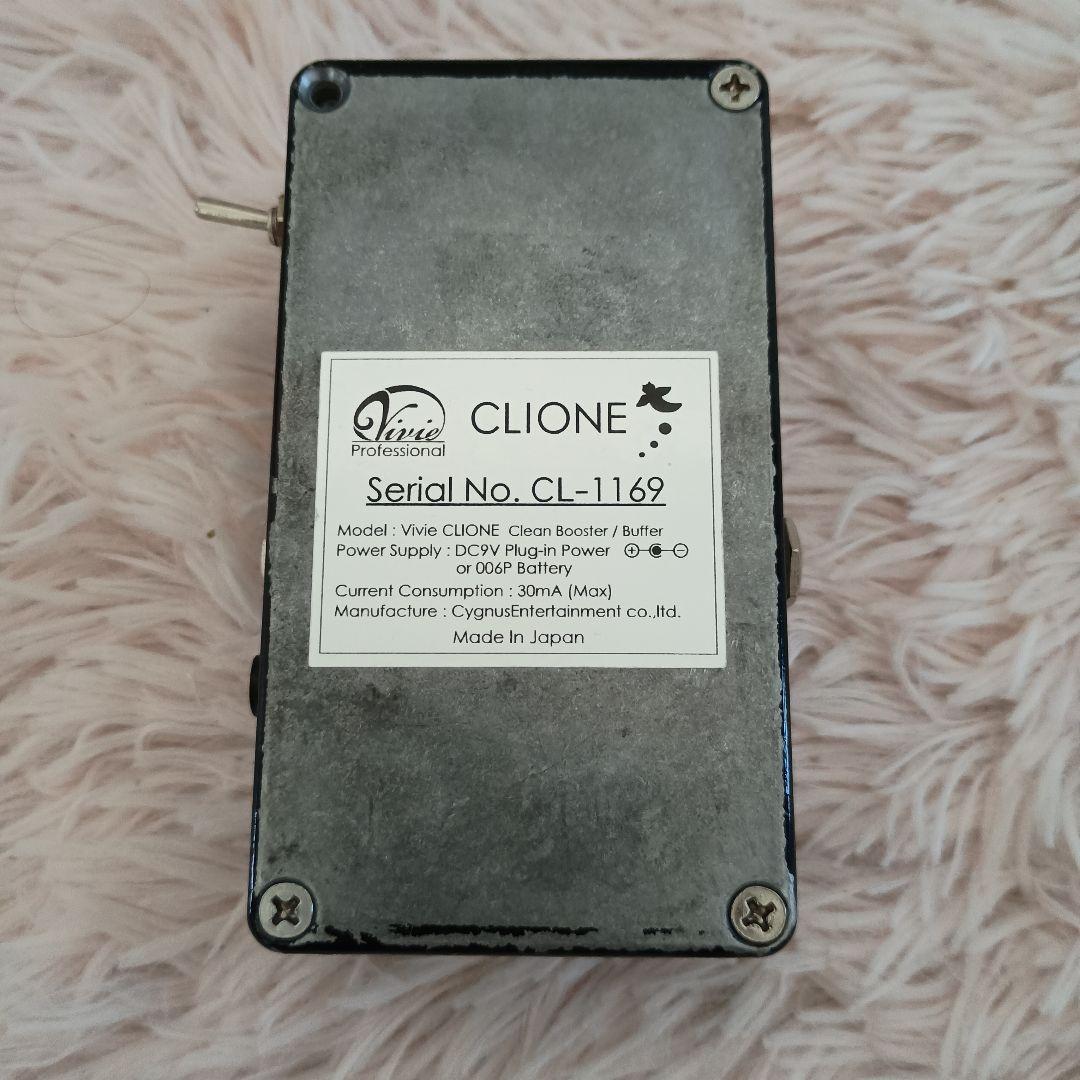 Vivie
Professional
CLIONE
Serial No. CL-1169
Model : Vivie CLIONE Clean Booster / Buffer
Power Supply : DC9V Plug-in Power
or 006P Battery
Current Consumption : 30mA (Max)
Manufacture : CygnusEntertainment co.,ltd.
Made In Japan